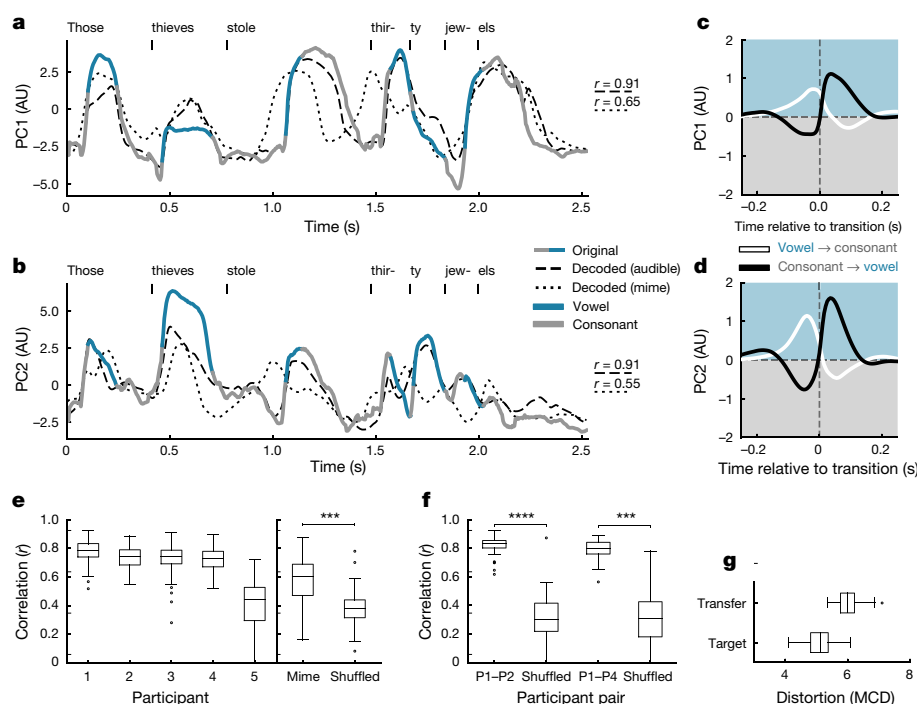 a
Those thieves stole thir- ty jew- els
PC1 (AU)
2.5
0
−2.5
−5.0
0 0.5 1.0 1.5 2.0 2.5
Time (s)
r = 0.91
r = 0.65
c
PC1 (AU)
2
1
0
−1
−2
−0.2 0.0 0.2
Time relative to transition (s)
Vowel → consonant
Consonant → vowel
b
Those thieves stole thir- ty jew- els
PC2 (AU)
5.0
2.5
0
−2.5
0 0.5 1.0 1.5 2.0 2.5
Time (s)
Original
Decoded (audible)
Decoded (mime)
Vowel
Consonant
r = 0.91
r = 0.55
d
PC2 (AU)
2
1
0
−1
−2
−0.2 0 0.2
Time relative to transition (s)
e
Correlation (r)
1.0
0.8
0.6
0.4
0.2
0
***
1 2 3 4 5 Mime Shuffled
Participant
f
Correlation (r)
1.0
0.8
0.6
0.4
0.2
0
**** ***
P1–P2 Shuffled P1–P4 Shuffled
Participant pair
g
Transfer
Target
4 6 8
Distortion (MCD)